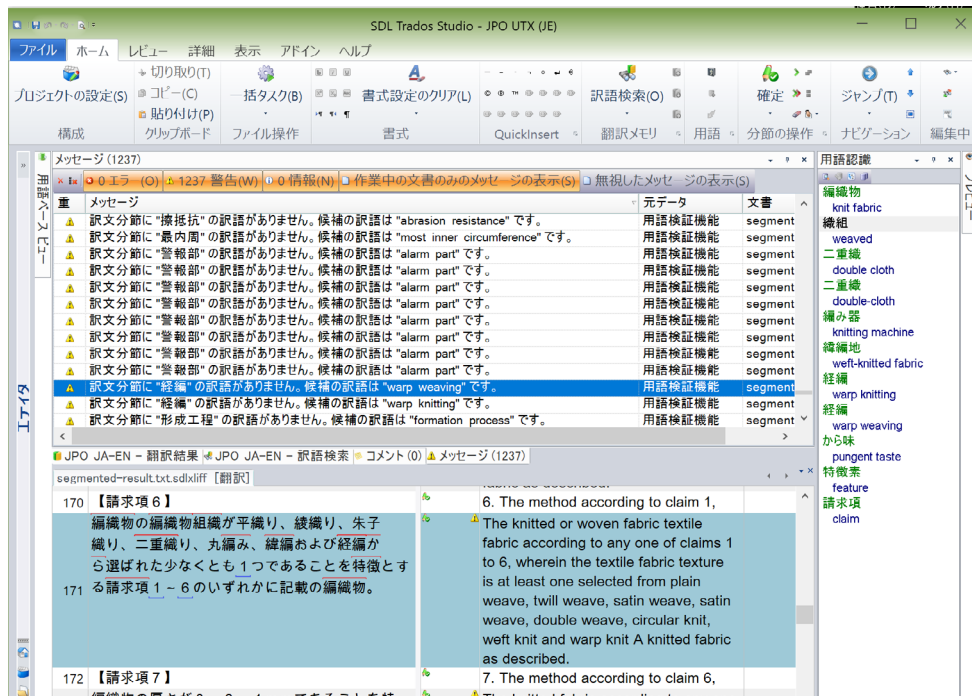 SDL Trados Studio - JPO UTX (JE)
ファイル ホーム レビュー 詳細 表示 アドイン ヘルプ
切り取り(T)
プロジェクトの設定(S) コピー(C) 一括タスク(B) 書式設定のクリア(L) 訳語検索(O) 確定 ジャンプ(T)
貼り付け(P)
構成 クリップボード ファイル操作 書式 QuickInsert 翻訳メモリ 用語 分節の操作 ナビゲーション 編集中
メッセージ (1237)
0 エラー (O) 1237 警告(W) 0 情報(N) 作業中の文書のみのメッセージの表示(S) 無視したメッセージの表示(S)
重 メッセージ 元データ 文書
訳文分節に "擦抵抗" の訳語がありません。候補の訳語は "abrasion resistance" です。 用語検証機能 segment
訳文分節に "最内周" の訳語がありません。候補の訳語は "most inner circumference" です。 用語検証機能 segment
訳文分節に "警報部" の訳語がありません。候補の訳語は "alarm part" です。 用語検証機能 segment
訳文分節に "警報部" の訳語がありません。候補の訳語は "alarm part" です。 用語検証機能 segment
訳文分節に "警報部" の訳語がありません。候補の訳語は "alarm part" です。 用語検証機能 segment
訳文分節に "警報部" の訳語がありません。候補の訳語は "alarm part" です。 用語検証機能 segment
訳文分節に "警報部" の訳語がありません。候補の訳語は "alarm part" です。 用語検証機能 segment
訳文分節に "警報部" の訳語がありません。候補の訳語は "alarm part" です。 用語検証機能 segment
訳文分節に "警報部" の訳語がありません。候補の訳語は "alarm part" です。 用語検証機能 segment
訳文分節に "警報部" の訳語がありません。候補の訳語は "alarm part" です。 用語検証機能 segment
訳文分節に "経編" の訳語がありません。候補の訳語は "warp weaving" です。 用語検証機能 segment
訳文分節に "経編" の訳語がありません。候補の訳語は "warp knitting" です。 用語検証機能 segment
訳文分節に "形成工程" の訳語がありません。候補の訳語は "formation process" です。 用語検証機能 segment
JPO JA-EN - 翻訳結果 JPO JA-EN - 訳語検索 コメント (0) メッセージ (1237)
segmented-result.txt.sdlxliff [翻訳]
170 【請求項6】
6. The method according to claim 1,
171
編織物の編織物組織が平織り、綾織り、朱子
織り、二重織り、丸編み、緯編および経編か
ら選ばれた少なくとも1つであることを特徴とす
る請求項1~6のいずれかに記載の編織物。
The knitted or woven fabric textile
fabric according to any one of claims 1
to 6, wherein the textile fabric texture
is at least one selected from plain
weave, twill weave, satin weave, satin
weave, double weave, circular knit,
weft knit and warp knit A knitted fabric
as described.
172 【請求項7】
7. The method according to claim 6,
用語認識
編織物
knit fabric
織組
weaved
二重織
double cloth
二重織
double-cloth
編み器
knitting machine
緯編地
weft-knitted fabric
経編
warp knitting
経編
warp weaving
から味
pungent taste
特徴素
feature
請求項
claim
用語ベース ビュー
エディタ